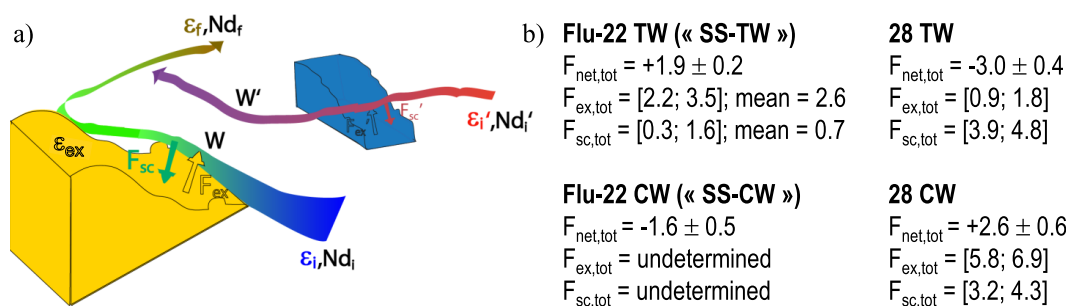 a)
ε_f,Nd_f
W'
F_sc'
F_ex'
ε_i',Nd_i'
ε_ex
W
F_sc
F_ex
ε_i,Nd_i
b)
Flu-22 TW (« SS-TW »)
F_net,tot = +1.9 ± 0.2
F_ex,tot = [2.2; 3.5]; mean = 2.6
F_sc,tot = [0.3; 1.6]; mean = 0.7
28 TW
F_net,tot = -3.0 ± 0.4
F_ex,tot = [0.9; 1.8]
F_sc,tot = [3.9; 4.8]
Flu-22 CW (« SS-CW »)
F_net,tot = -1.6 ± 0.5
F_ex,tot = undetermined
F_sc,tot = undetermined
28 CW
F_net,tot = +2.6 ± 0.6
F_ex,tot = [5.8; 6.9]
F_sc,tot = [3.2; 4.3]